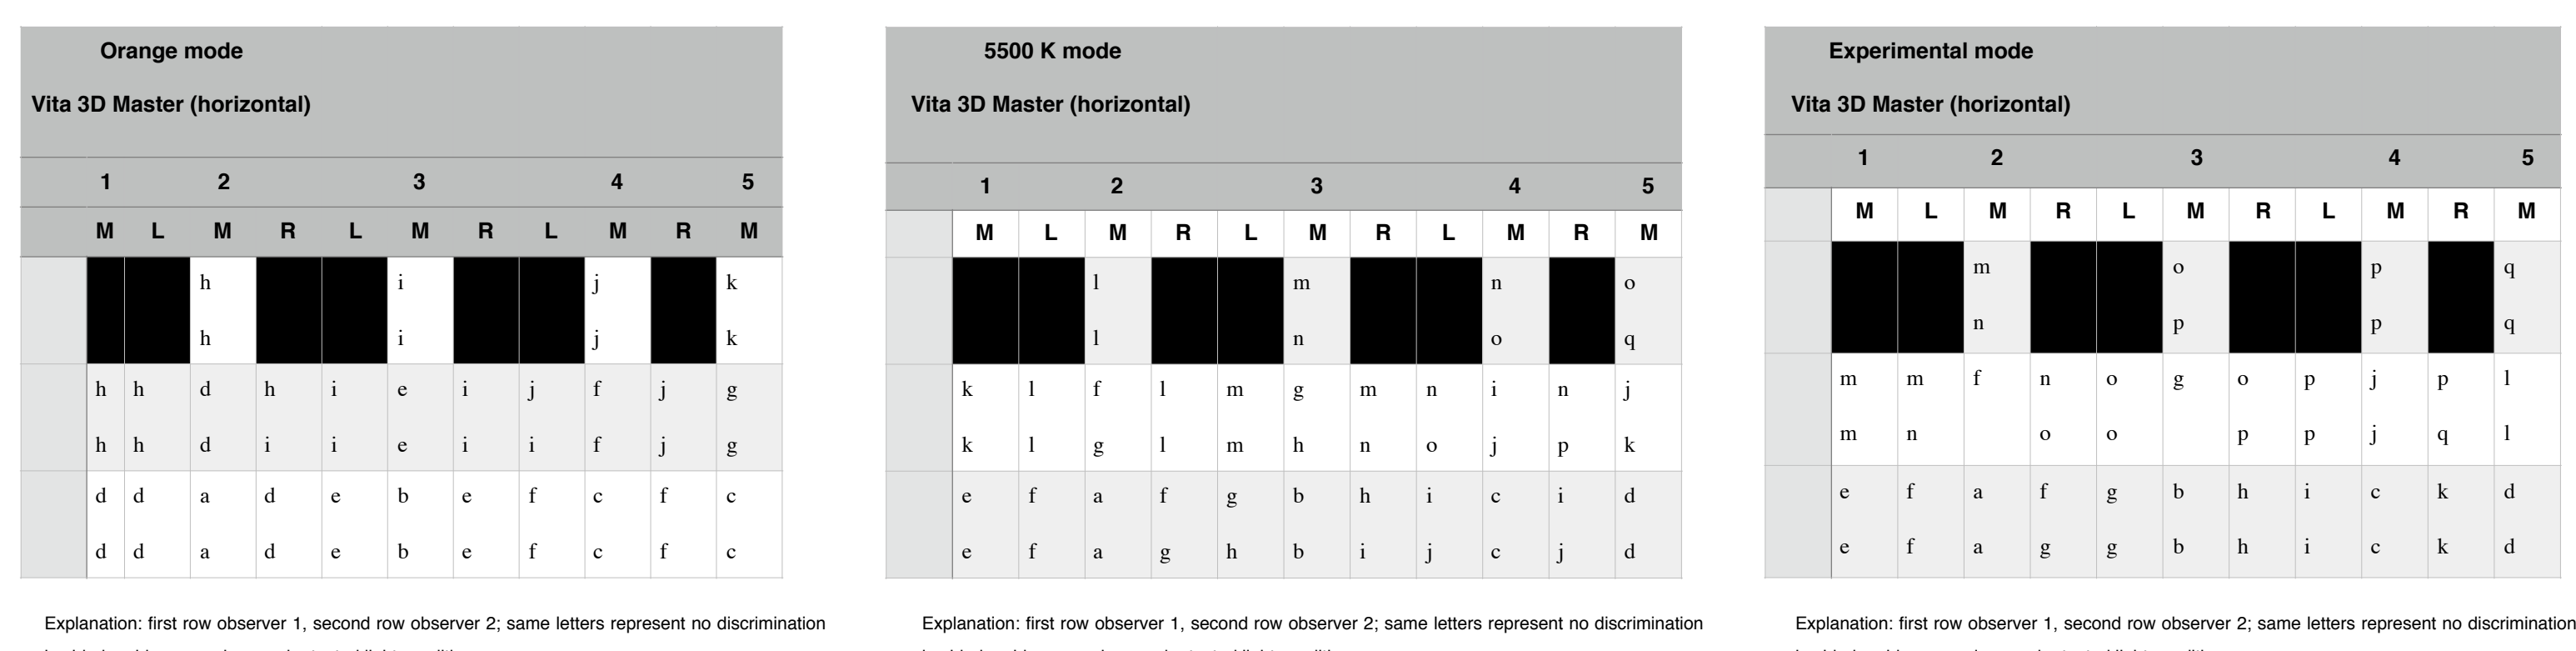 Orange mode
Vita 3D Master (horizontal)
1 2 3 4 5
M L M R L M R L M R M
h i j k
h i j k
h h d h i e i j f j g
h h d i i e i i f j g
d d a d e b e f c f c
d d a d e b e f c f c
Explanation: first row observer 1, second row observer 2; same letters represent no discrimination
5500 K mode
Vita 3D Master (horizontal)
1 2 3 4 5
M L M R L M R L M R M
l m n o
l n o q
k l f l m g m n i n j
k l g l m h n o j p k
e f a f g b h i c i d
e f a g h b i j c j d
Explanation: first row observer 1, second row observer 2; same letters represent no discrimination
Experimental mode
Vita 3D Master (horizontal)
1 2 3 4 5
M L M R L M R L M R M
m o p q
n p p q
m m f n o g o p j p l
m n o o p p j q l
e f a f g b h i c k d
e f a g g b h i c k d
Explanation: first row observer 1, second row observer 2; same letters represent no discrimination